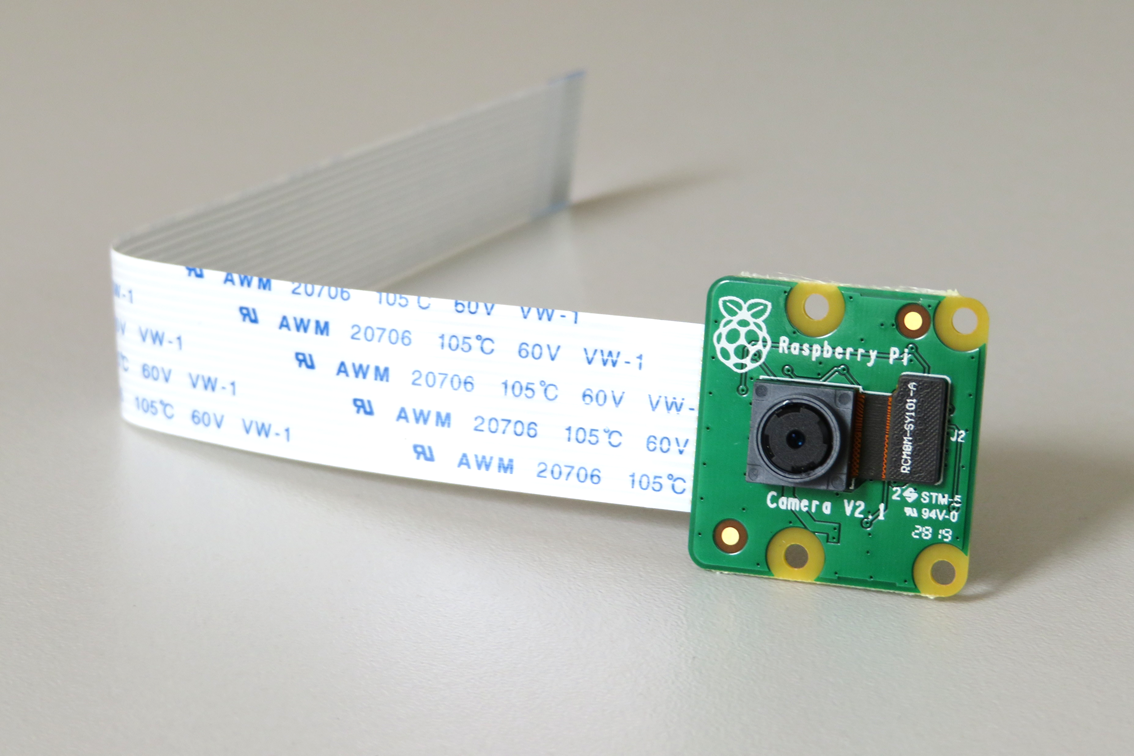 AWM 20706 105°C 60V VW-1
W-1 AWM 20706 105°C 60V VW-1
V VW-1 AWM 20706 105°C 60V VW-
°C 60V VW-1 AWM 20706 105°C 60V
105°C 60V VW-1 AWM 20706 105°C
Raspberry Pi
RCM8M-SY101-A
J2
Camera V2.1
2 STM-5
94V-0
2819